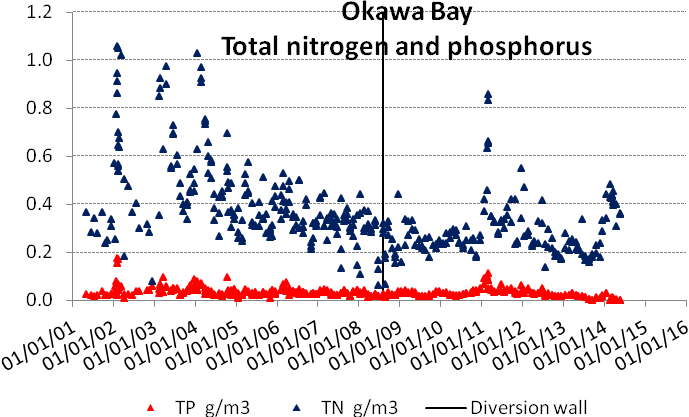 Okawa Bay
Total nitrogen and phosphorus
1.2
1.0
0.8
0.6
0.4
0.2
0.0
01/01/01 01/01/02 01/01/03 01/01/04 01/01/05 01/01/06 01/01/07 01/01/08 01/01/09 01/01/10 01/01/11 01/01/12 01/01/13 01/01/14 01/01/15 01/01/16
TP g/m3 TN g/m3 Diversion wall